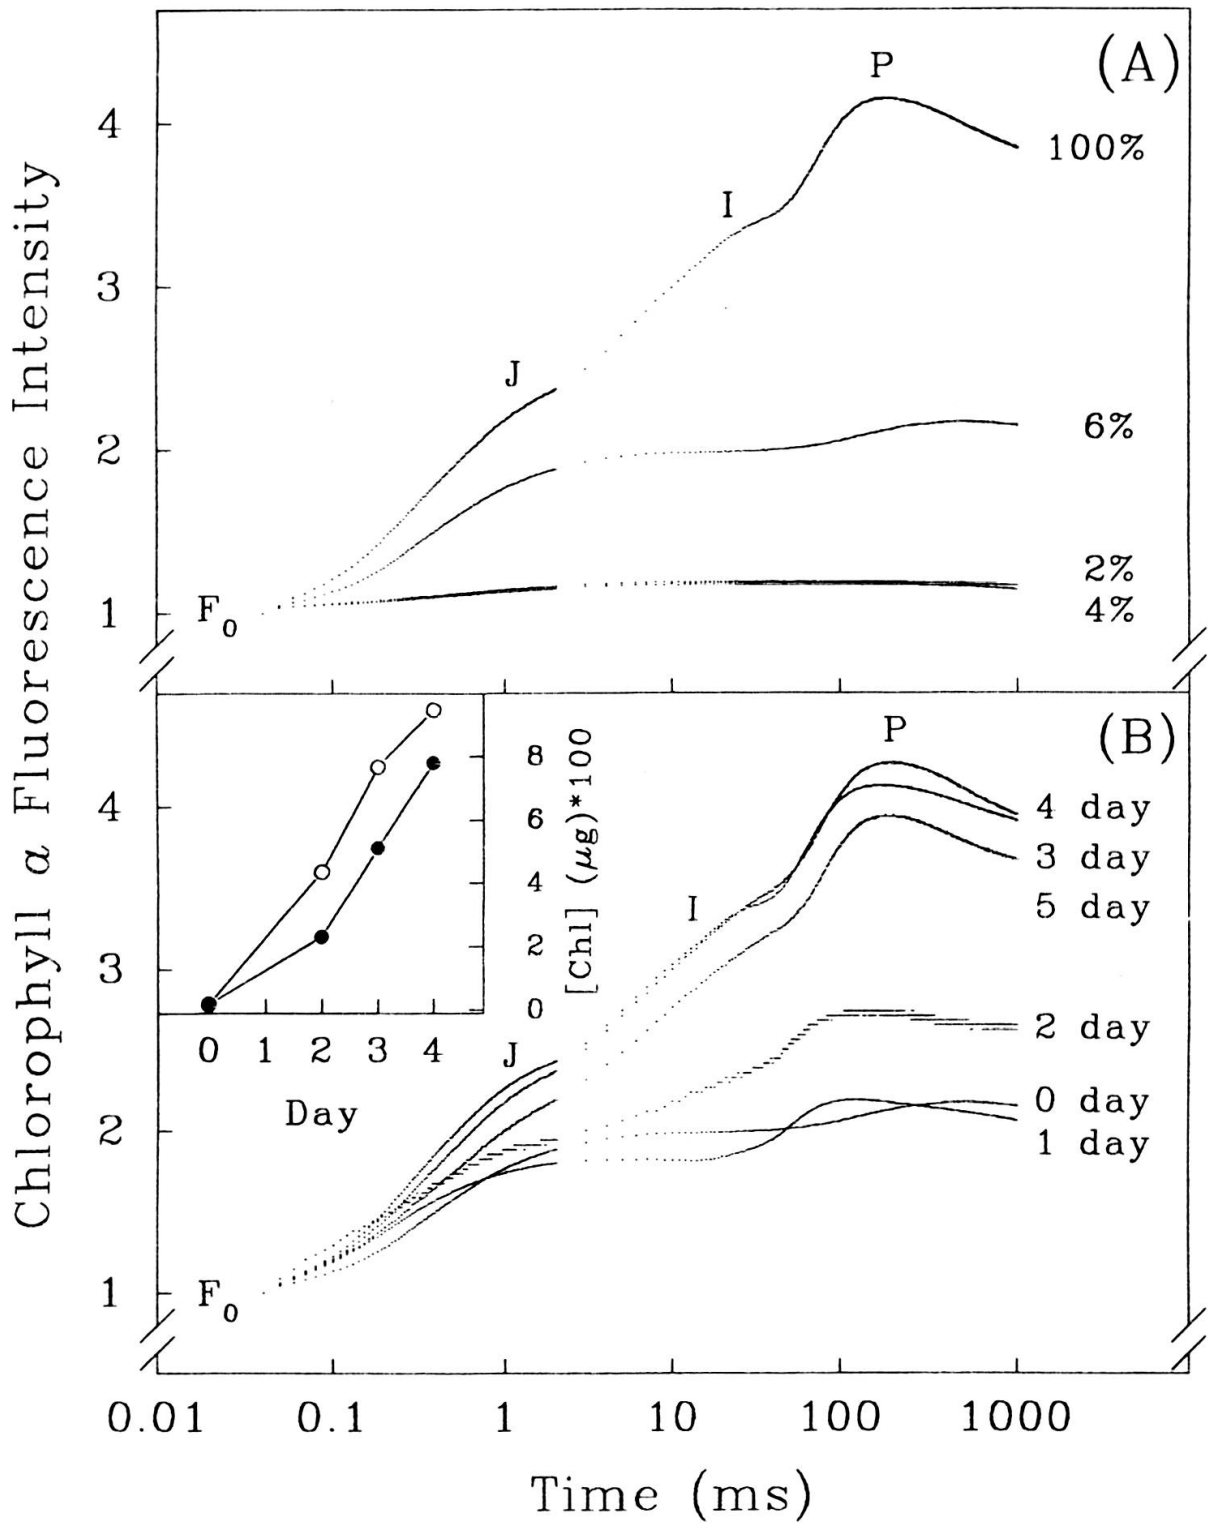 Chlorophyll a Fluorescence Intensity
(A)
P
4
100%
I
3
J
2
6%
2%
4%
1
F0
(B)
P
8
6
4
2
0
[Chl] (μg)*100
0 1 2 3 4
Day
4
4 day
3 day
5 day
I
3
2 day
J
0 day
2
1 day
1
F0
0.01 0.1 1 10 100 1000
Time (ms)